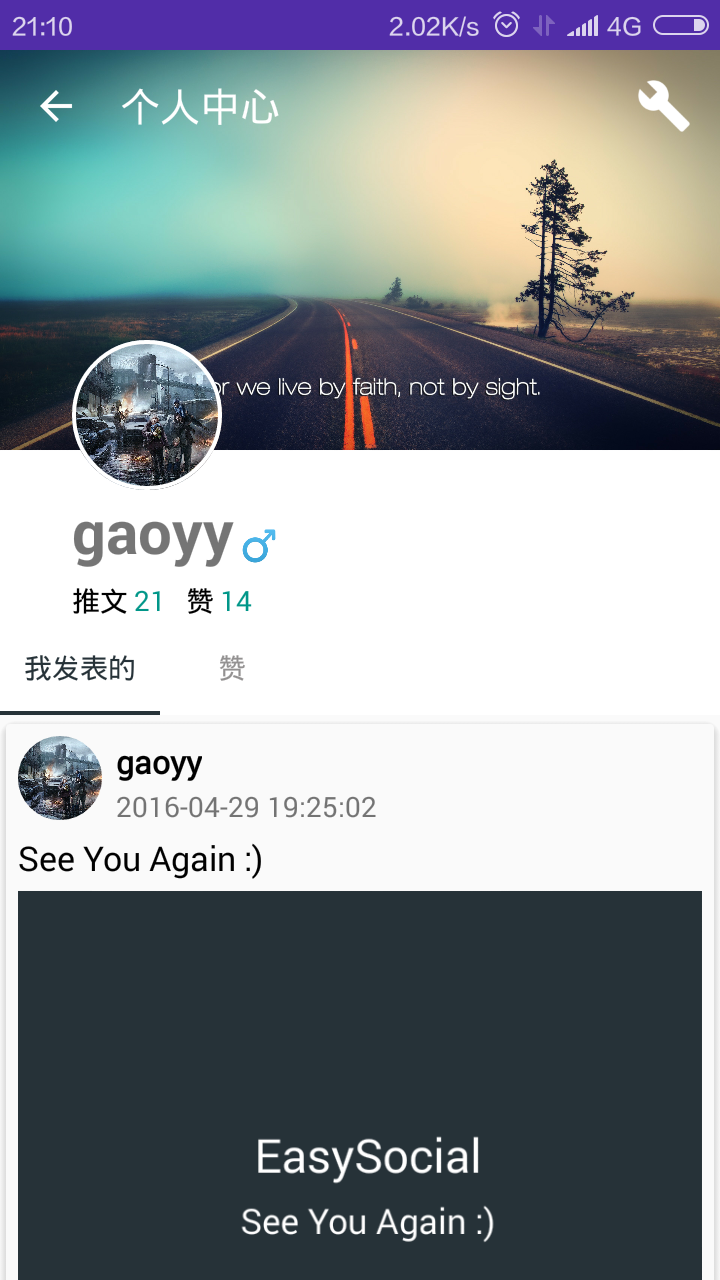 21:10 2.02K/s 4G
个人中心
or we live by faith, not by sight.
gaoyy
推文 21 赞 14
我发表的 赞
gaoyy
2016-04-29 19:25:02
See You Again :)
EasySocial
See You Again :)